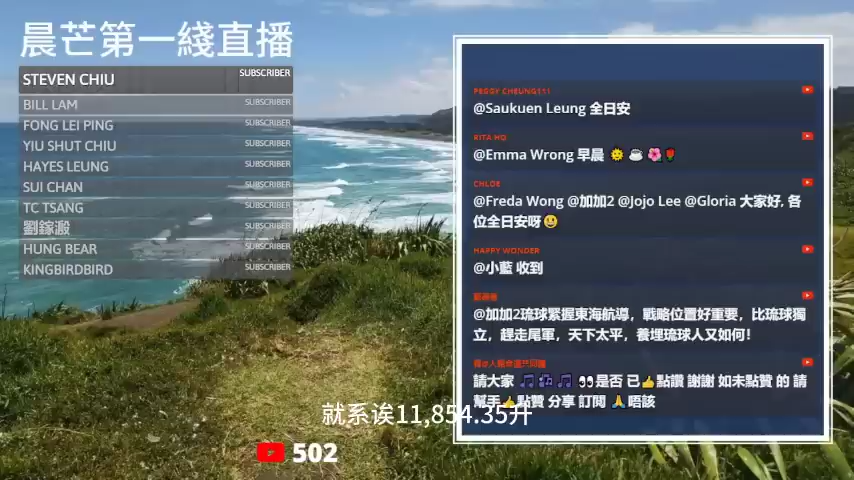 晨芒第一綫直播
STEVEN CHIU SUBSCRIBER
BILL LAM SUBSCRIBER
FONG LEI PING SUBSCRIBER
YIU SHUT CHIU SUBSCRIBER
HAYES LEUNG SUBSCRIBER
SUI CHAN SUBSCRIBER
TC TSANG SUBSCRIBER
劉鎵澱 SUBSCRIBER
HUNG BEAR SUBSCRIBER
KINGBIRDBIRD SUBSCRIBER
PEGGY CHEUNG511
@Saukuen Leung 全日安
RITA HO
@Emma Wrong 早晨 🌞☕🌸🌹
CHLOE
@Freda Wong @加加2 @Jojo Lee @Gloria 大家好, 各
位全日安呀😃
HAPPY WONDER
@小藍 收到
@加加2琉球緊握東海航導，戰略位置好重要，比琉球獨
立，趕走尾軍，天下太平，養埋琉球人又如何!
請大家 🎵🎶🎵 👀是否 已👍點讚 謝謝 如未點贊 的 請
幫手👍點贊 分享 訂閱 🙏唔該
就系诶11,854.35升
502